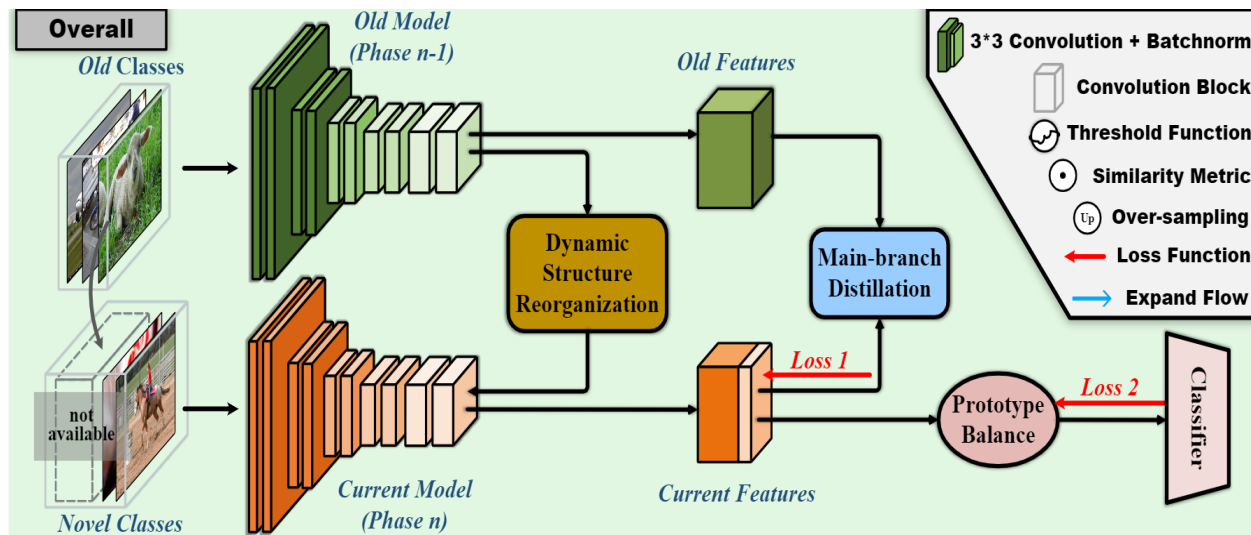 Overall
Old Classes
Old Model
(Phase n-1)
Old Features
3*3 Convolution + Batchnorm
Convolution Block
Threshold Function
Similarity Metric
Up
Over-sampling
Loss Function
Expand Flow
Dynamic
Structure
Reorganization
Main-branch
Distillation
not
available
Novel Classes
Current Model
(Phase n)
Loss 1
Current Features
Prototype
Balance
Loss 2
Classifier